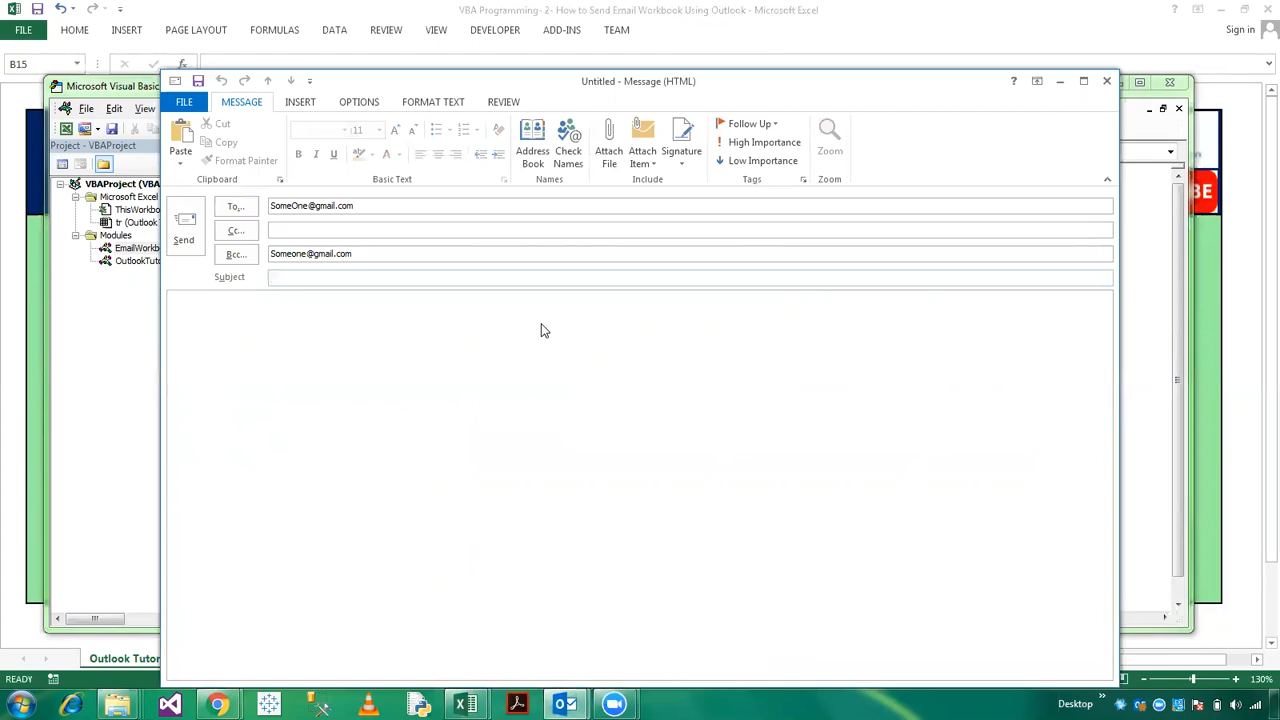 VBA Programming- 2- How to Send Email Workbook Using Outlook - Microsoft Excel
FILE HOME INSERT PAGE LAYOUT FORMULAS DATA REVIEW VIEW DEVELOPER ADD-INS TEAM Sign in
B15
Microsoft Visual Basic
Untitled - Message (HTML)
File Edit View
FILE MESSAGE INSERT OPTIONS FORMAT TEXT REVIEW
Project - VBAProject
Paste
Cut
Copy
Format Painter
Clipboard
11
B I U
Basic Text
Address Book
Check Names
Names
Attach File
Attach Item
Signature
Include
Follow Up
High Importance
Low Importance
Tags
Zoom
Zoom
VBAProject (VBA
Microsoft Excel
ThisWorkbo
tr (Outlook
Modules
EmailWorkb
OutlookTuto
BE
Send
To... SomeOne@gmail.com
Cc...
Bcc... Someone@gmail.com
Subject
Outlook Tutor
READY
130%
Desktop